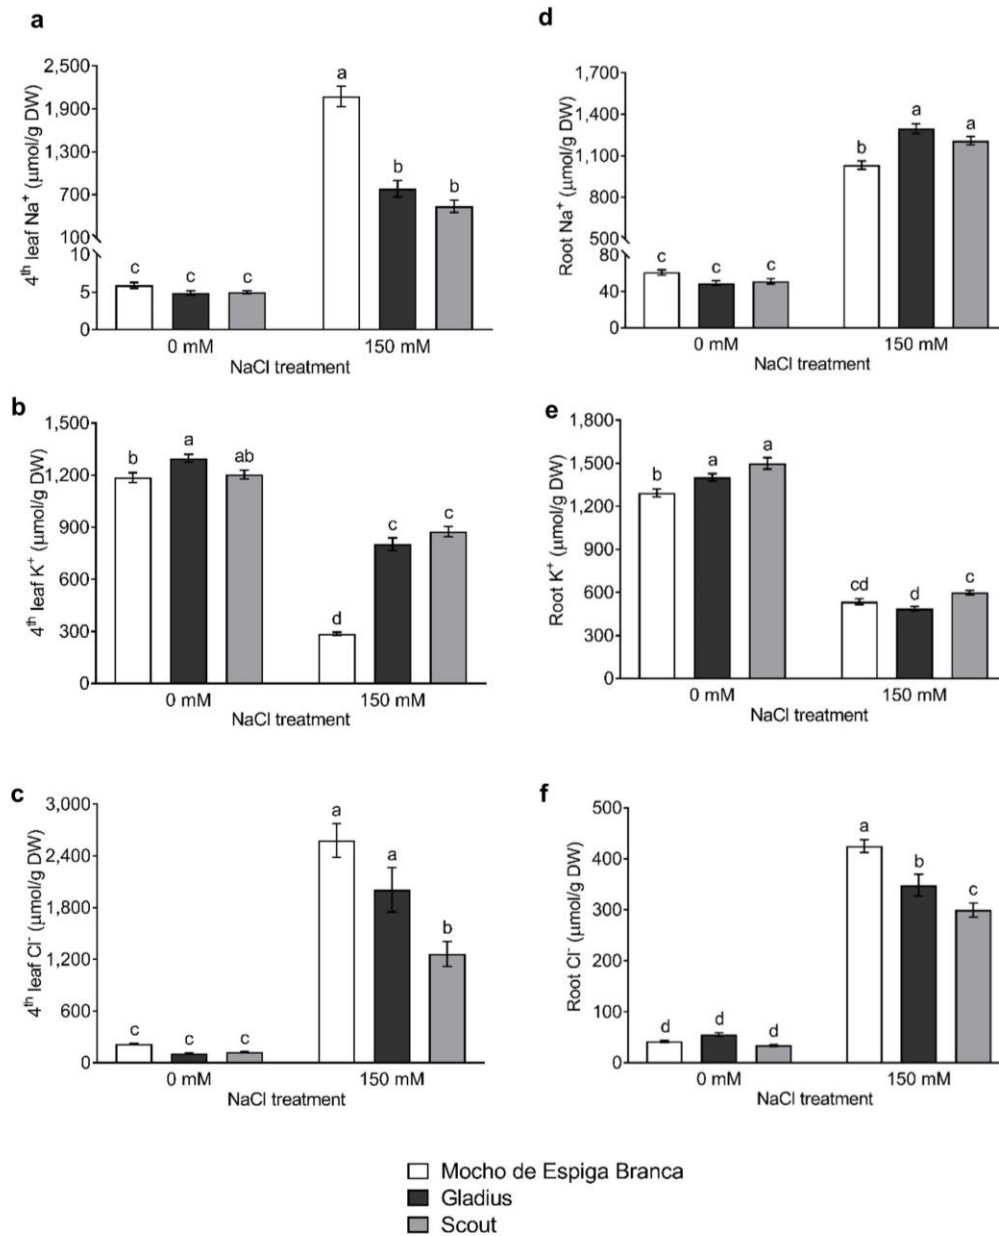 a
4th leaf Na+ (μmol/g DW)
2,500
1,900
1,300
700
100
10
5
0
a
b
b
c
c
c
0 mM
150 mM
NaCl treatment
d
Root Na+ (μmol/g DW)
1,700
1,400
1,100
800
500
80
40
0
a
a
b
c
c
c
0 mM
150 mM
NaCl treatment
b
4th leaf K+ (μmol/g DW)
1,500
1,200
900
600
300
0
b
a
ab
d
c
c
0 mM
150 mM
NaCl treatment
e
Root K+ (μmol/g DW)
1,800
1,500
1,200
900
600
300
0
b
a
a
cd
d
c
0 mM
150 mM
NaCl treatment
c
4th leaf Cl- (μmol/g DW)
3,000
2,400
1,800
1,200
600
0
c
c
c
a
a
b
0 mM
150 mM
NaCl treatment
f
Root Cl- (μmol/g DW)
500
400
300
200
100
0
d
d
d
a
b
c
0 mM
150 mM
NaCl treatment
Mocho de Espiga Branca
Gladius
Scout